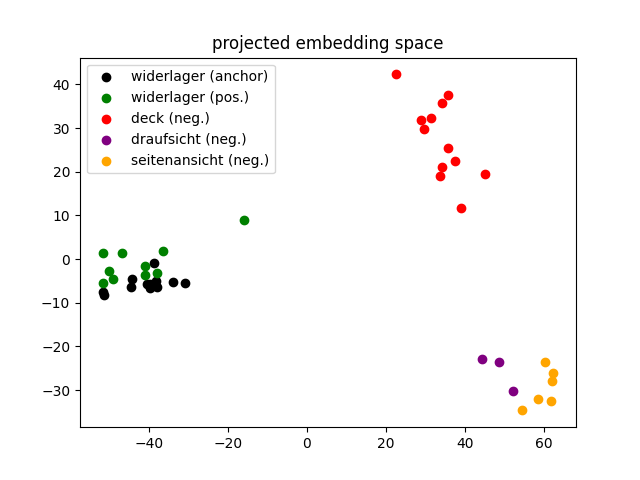 projected embedding space
widerlager (anchor)
widerlager (pos.)
deck (neg.)
draufsicht (neg.)
seitenansicht (neg.)
40
30
20
10
0
−10
−20
−30
−40 −20 0 20 40 60